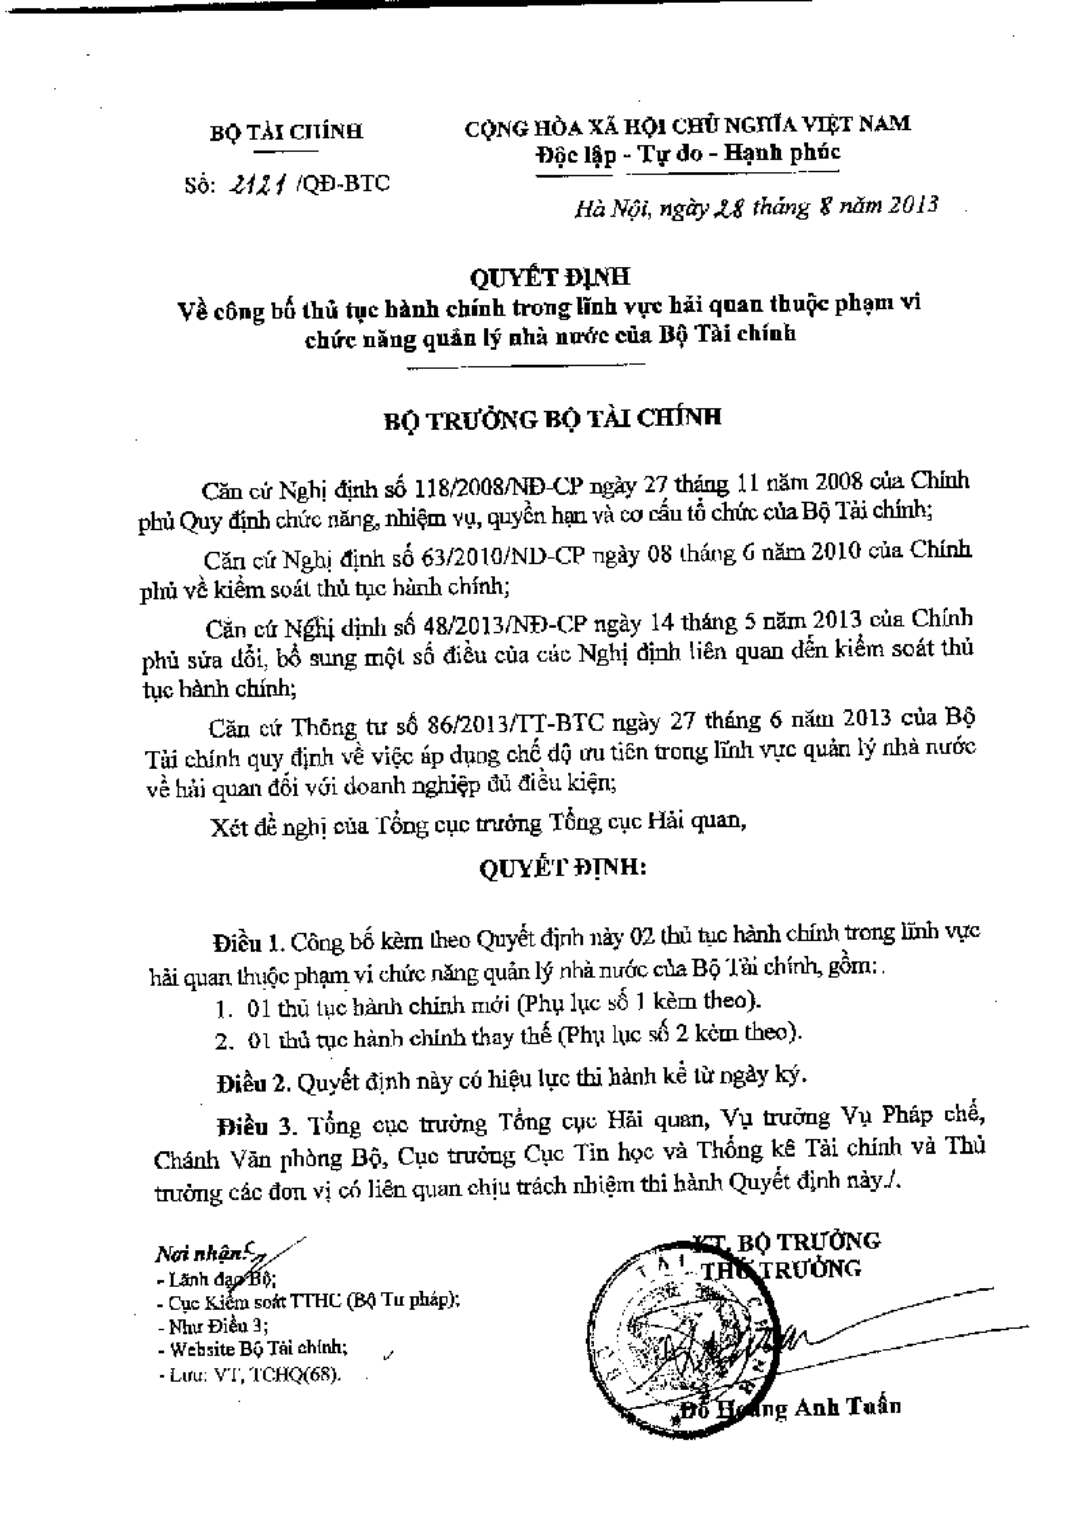 BỘ TÀI CHÍNH
CỘNG HÒA XÃ HỘI CHỦ NGHĨA VIỆT NAM
Độc lập - Tự do - Hạnh phúc
Số: 2121 /QĐ-BTC
Hà Nội, ngày 28 tháng 8 năm 2013
QUYẾT ĐỊNH
Về công bố thủ tục hành chính trong lĩnh vực hải quan thuộc phạm vi
chức năng quản lý nhà nước của Bộ Tài chính
BỘ TRƯỞNG BỘ TÀI CHÍNH
Căn cứ Nghị định số 118/2008/NĐ-CP ngày 27 tháng 11 năm 2008 của Chính
phủ Quy định chức năng, nhiệm vụ, quyền hạn và cơ cấu tổ chức của Bộ Tài chính;
Căn cứ Nghị định số 63/2010/NĐ-CP ngày 08 tháng 6 năm 2010 của Chính
phủ về kiểm soát thủ tục hành chính;
Căn cứ Nghị định số 48/2013/NĐ-CP ngày 14 tháng 5 năm 2013 của Chính
phủ sửa đổi, bổ sung một số điều của các Nghị định liên quan đến kiểm soát thủ
tục hành chính;
Căn cứ Thông tư số 86/2013/TT-BTC ngày 27 tháng 6 năm 2013 của Bộ
Tài chính quy định về việc áp dụng chế độ ưu tiên trong lĩnh vực quản lý nhà nước
về hải quan đối với doanh nghiệp đủ điều kiện;
Xét đề nghị của Tổng cục trưởng Tổng cục Hải quan,
QUYẾT ĐỊNH:
Điều 1. Công bố kèm theo Quyết định này 02 thủ tục hành chính trong lĩnh vực
hải quan thuộc phạm vi chức năng quản lý nhà nước của Bộ Tài chính, gồm:
1. 01 thủ tục hành chính mới (Phụ lục số 1 kèm theo).
2. 01 thủ tục hành chính thay thế (Phụ lục số 2 kèm theo).
Điều 2. Quyết định này có hiệu lực thi hành kể từ ngày ký.
Điều 3. Tổng cục trưởng Tổng cục Hải quan, Vụ trưởng Vụ Pháp chế,
Chánh Văn phòng Bộ, Cục trưởng Cục Tin học và Thống kê Tài chính và Thủ
trưởng các đơn vị có liên quan chịu trách nhiệm thi hành Quyết định này./.
Nơi nhận:
- Lãnh đạo Bộ;
- Cục Kiểm soát TTHC (Bộ Tư pháp);
- Như Điều 3;
- Website Bộ Tài chính;
- Lưu: VT, TCHQ(68).
KT. BỘ TRƯỞNG
THỨ TRƯỞNG
BỘ TÀI CHÍNH
Đỗ Hoàng Anh Tuấn